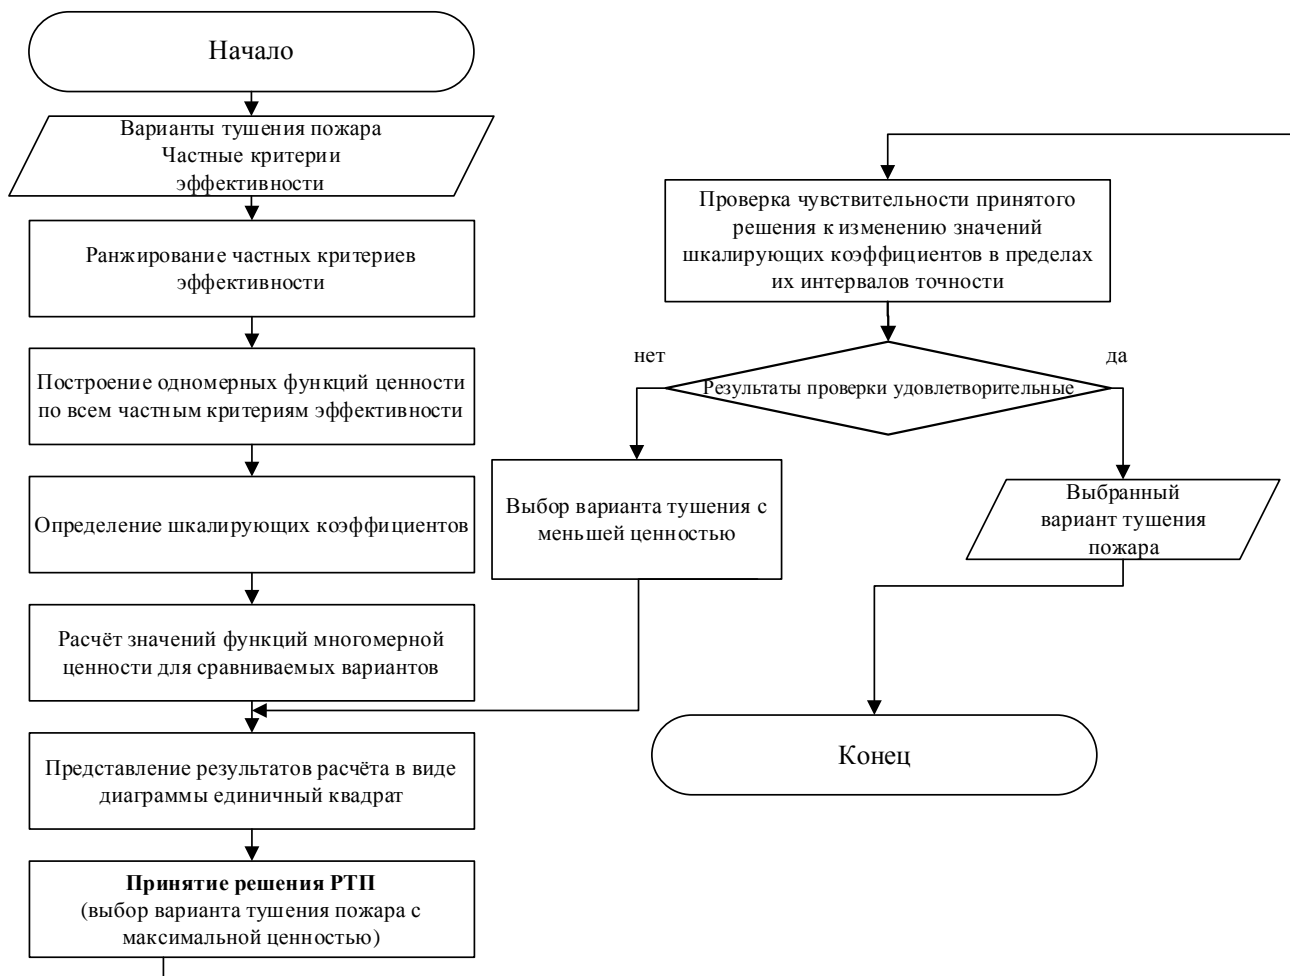 Начало
Варианты тушения пожара
Частные критерии
эффективности
Ранжирование частных критериев
эффективности
Построение одномерных функций ценности
по всем частным критериям эффективности
Определение шкалирующих коэффициентов
Расчёт значений функций многомерной
ценности для сравниваемых вариантов
Представление результатов расчёта в виде
диаграммы единичный квадрат
Принятие решения РТП
(выбор варианта тушения пожара с
максимальной ценностью)
Проверка чувствительности принятого
решения к изменению значений
шкалирующих коэффициентов в пределах
их интервалов точности
нет
да
Результаты проверки удовлетворительные
Выбор варианта тушения с
меньшей ценностью
Выбранный
вариант тушения
пожара
Конец